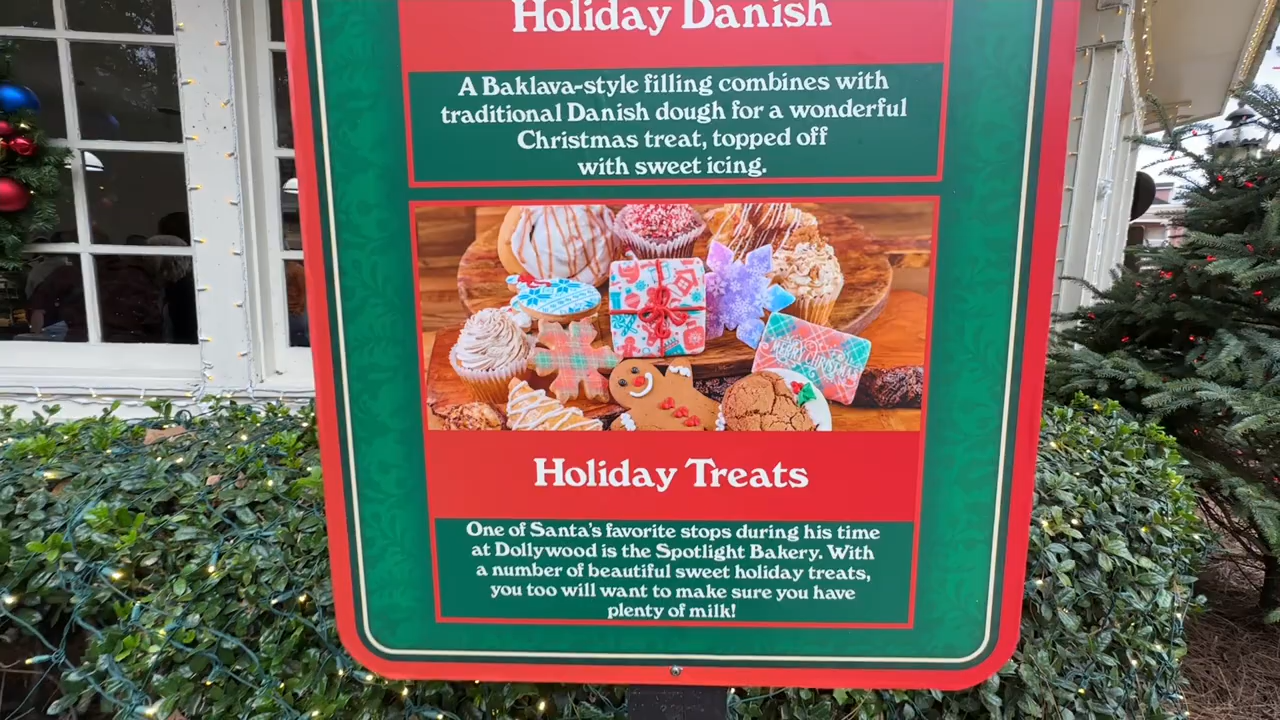 Holiday Danish
A Baklava-style filling combines with
traditional Danish dough for a wonderful
Christmas treat, topped off
with sweet icing.
MERRY CHRISTMAS
Holiday Treats
One of Santa's favorite stops during his time
at Dollywood is the Spotlight Bakery. With
a number of beautiful sweet holiday treats,
you too will want to make sure you have
plenty of milk!